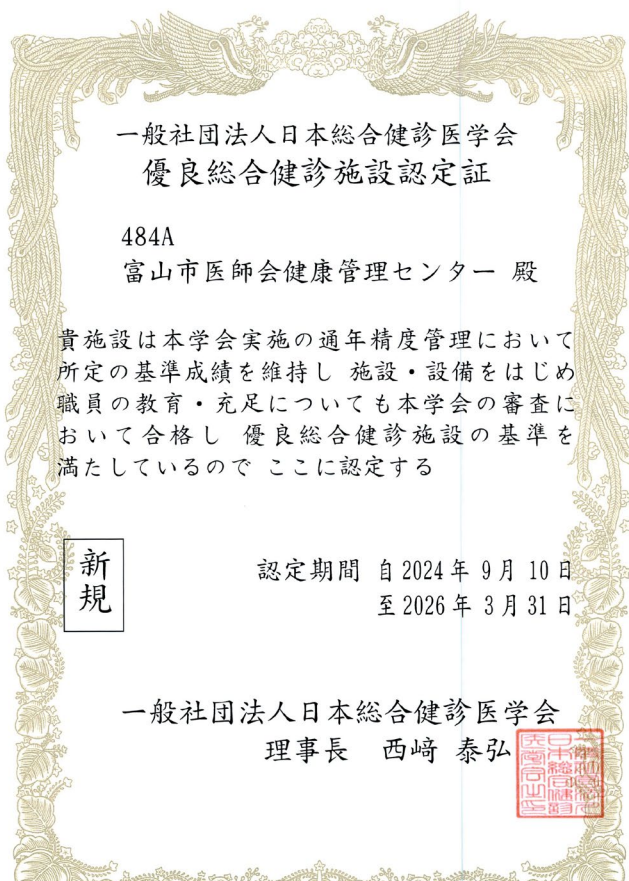 一般社団法人日本総合健診医学会
優良総合健診施設認定証
484A
富山市医師会健康管理センター 殿
貴施設は本学会実施の通年精度管理において
所定の基準成績を維持し 施設・設備をはじめ
職員の教育・充足についても本学会の審査に
おいて合格し 優良総合健診施設の基準を
満たしているので ここに認定する
新規
認定期間 自2024年 9月 10日
至2026年 3月 31日
一般社団法人日本総合健診医学会
理事長 西﨑 泰弘